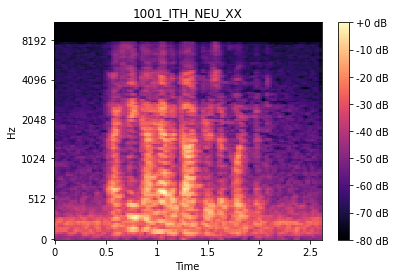 1001_ITH_NEU_XX
+0 dB
8192
-10 dB
4096
-20 dB
-30 dB
2048
-40 dB
Hz
1024
-50 dB
512
-60 dB
-70 dB
0
-80 dB
0 0.5 1 1.5 2 2.5
Time